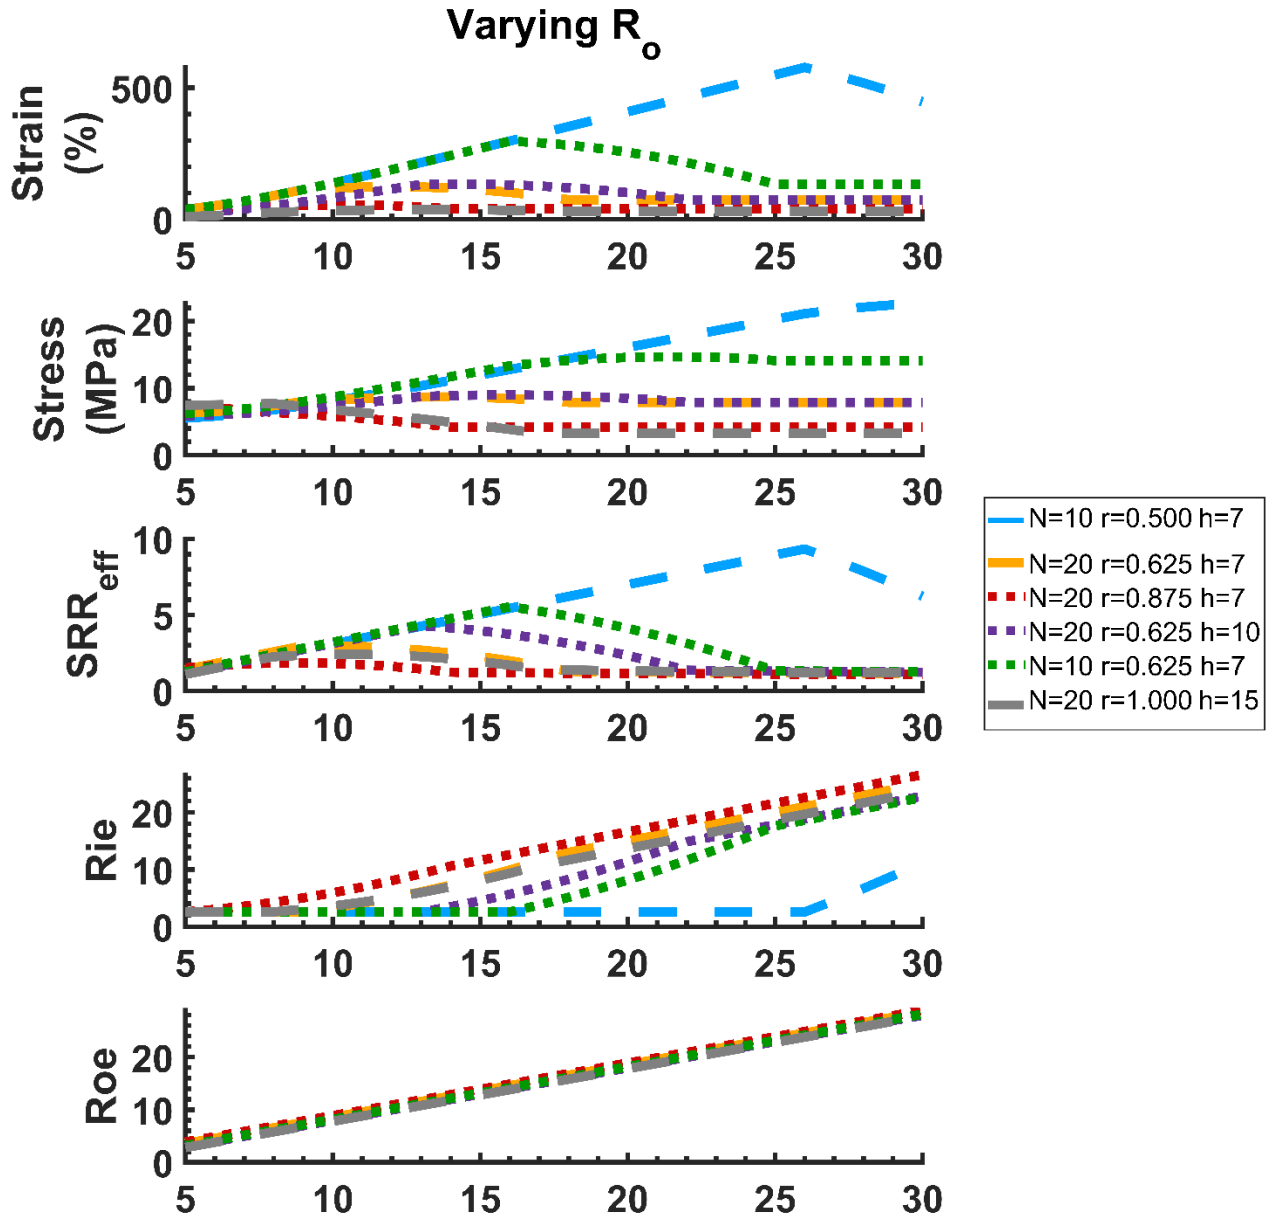 Varying Ro
Strain
(%)
500
0
5 10 15 20 25 30
Stress
(MPa)
20
10
0
5 10 15 20 25 30
SRReff
10
5
0
5 10 15 20 25 30
Rie
20
10
0
5 10 15 20 25 30
Roe
20
10
0
5 10 15 20 25 30
N=10 r=0.500 h=7
N=20 r=0.625 h=7
N=20 r=0.875 h=7
N=20 r=0.625 h=10
N=10 r=0.625 h=7
N=20 r=1.000 h=15